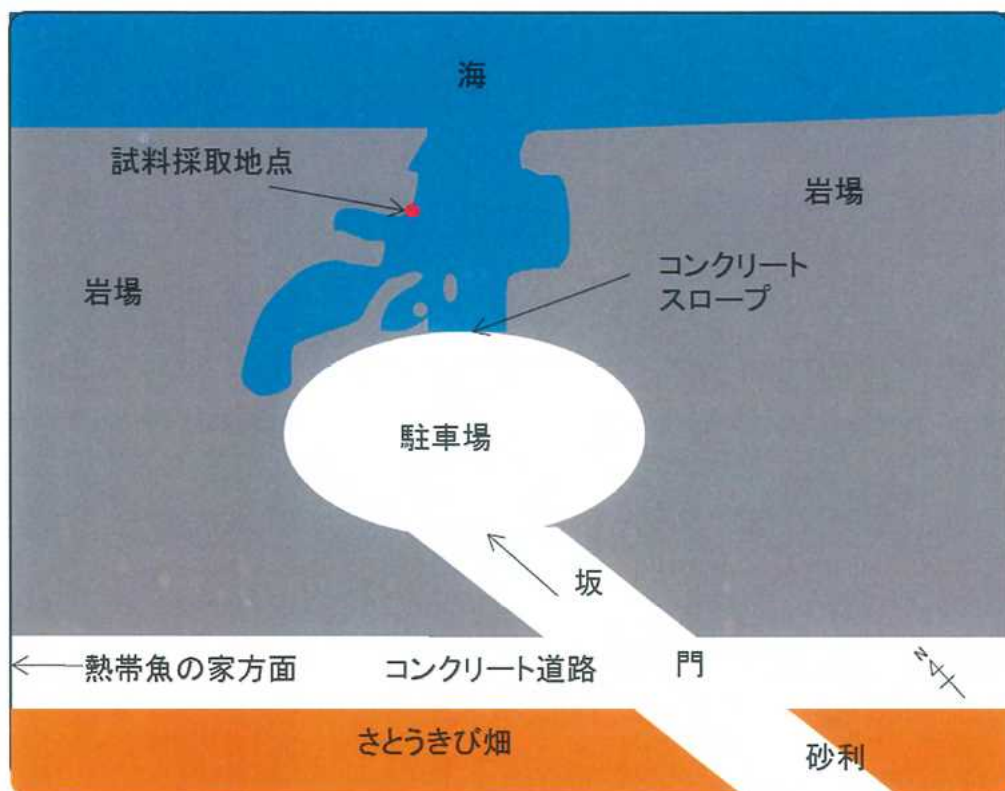 海
試料採取地点
岩場
コンクリート
スロープ
岩場
駐車場
坂
熱帯魚の家方面
コンクリート道路
門
N
さとうきび畑
砂利